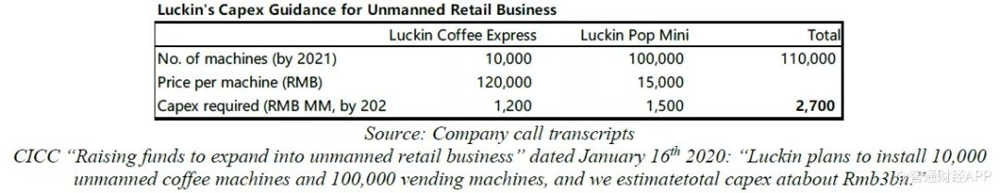 Luckin's Capex Guidance for Unmanned Retail Business
Luckin Coffee Express Luckin Pop Mini Total
No. of machines (by 2021) 10,000 100,000 110,000
Price per machine (RMB) 120,000 15,000
Capex required (RMB MM, by 202 1,200 1,500 2,700
Source: Company call transcripts
CICC “Raising funds to expand into unmanned retail business” dated January 16th 2020: “Luckin plans to install 10,000
unmanned coffee machines and 100,000 vending machines, and we estimatetotal capex atabout Rmb3bn.”
@智通财经APP